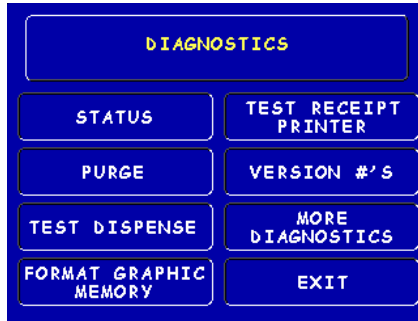 DIAGNOSTICS
STATUS
TEST RECEIPT
PRINTER
PURGE
VERSION #'S
TEST DISPENSE
MORE
DIAGNOSTICS
FORMAT GRAPHIC
MEMORY
EXIT